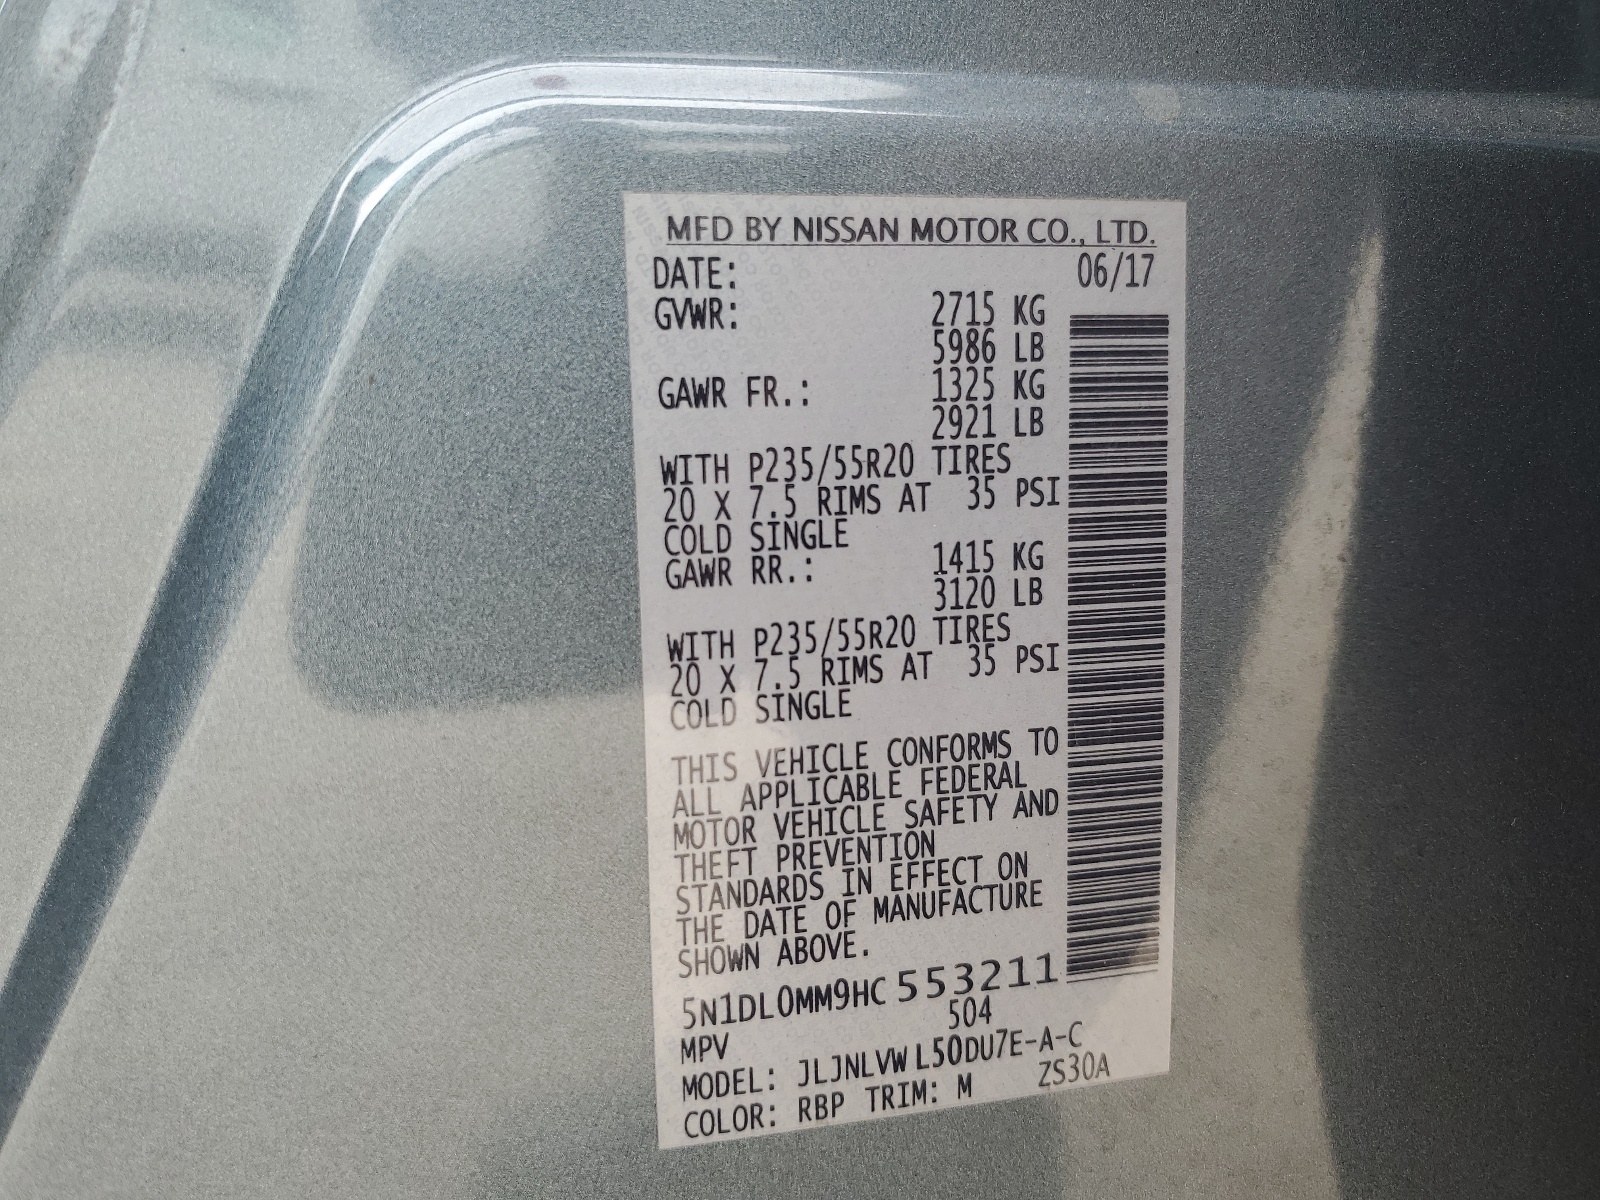 MFD BY NISSAN MOTOR CO., LTD.
DATE: 06/17
GVWR: 2715 KG
5986 LB
GAWR FR.: 1325 KG
2921 LB
WITH P235/55R20 TIRES
20 X 7.5 RIMS AT 35 PSI
COLD SINGLE
GAWR RR.: 1415 KG
3120 LB
WITH P235/55R20 TIRES
20 X 7.5 RIMS AT 35 PSI
COLD SINGLE
THIS VEHICLE CONFORMS TO
ALL APPLICABLE FEDERAL
MOTOR VEHICLE SAFETY AND
THEFT PREVENTION
STANDARDS IN EFFECT ON
THE DATE OF MANUFACTURE
SHOWN ABOVE.
5N1DL0MM9HC 553211
MPV 504
MODEL: JLJNLVW L50DU7E-A-C
COLOR: RBP TRIM: M ZS30A